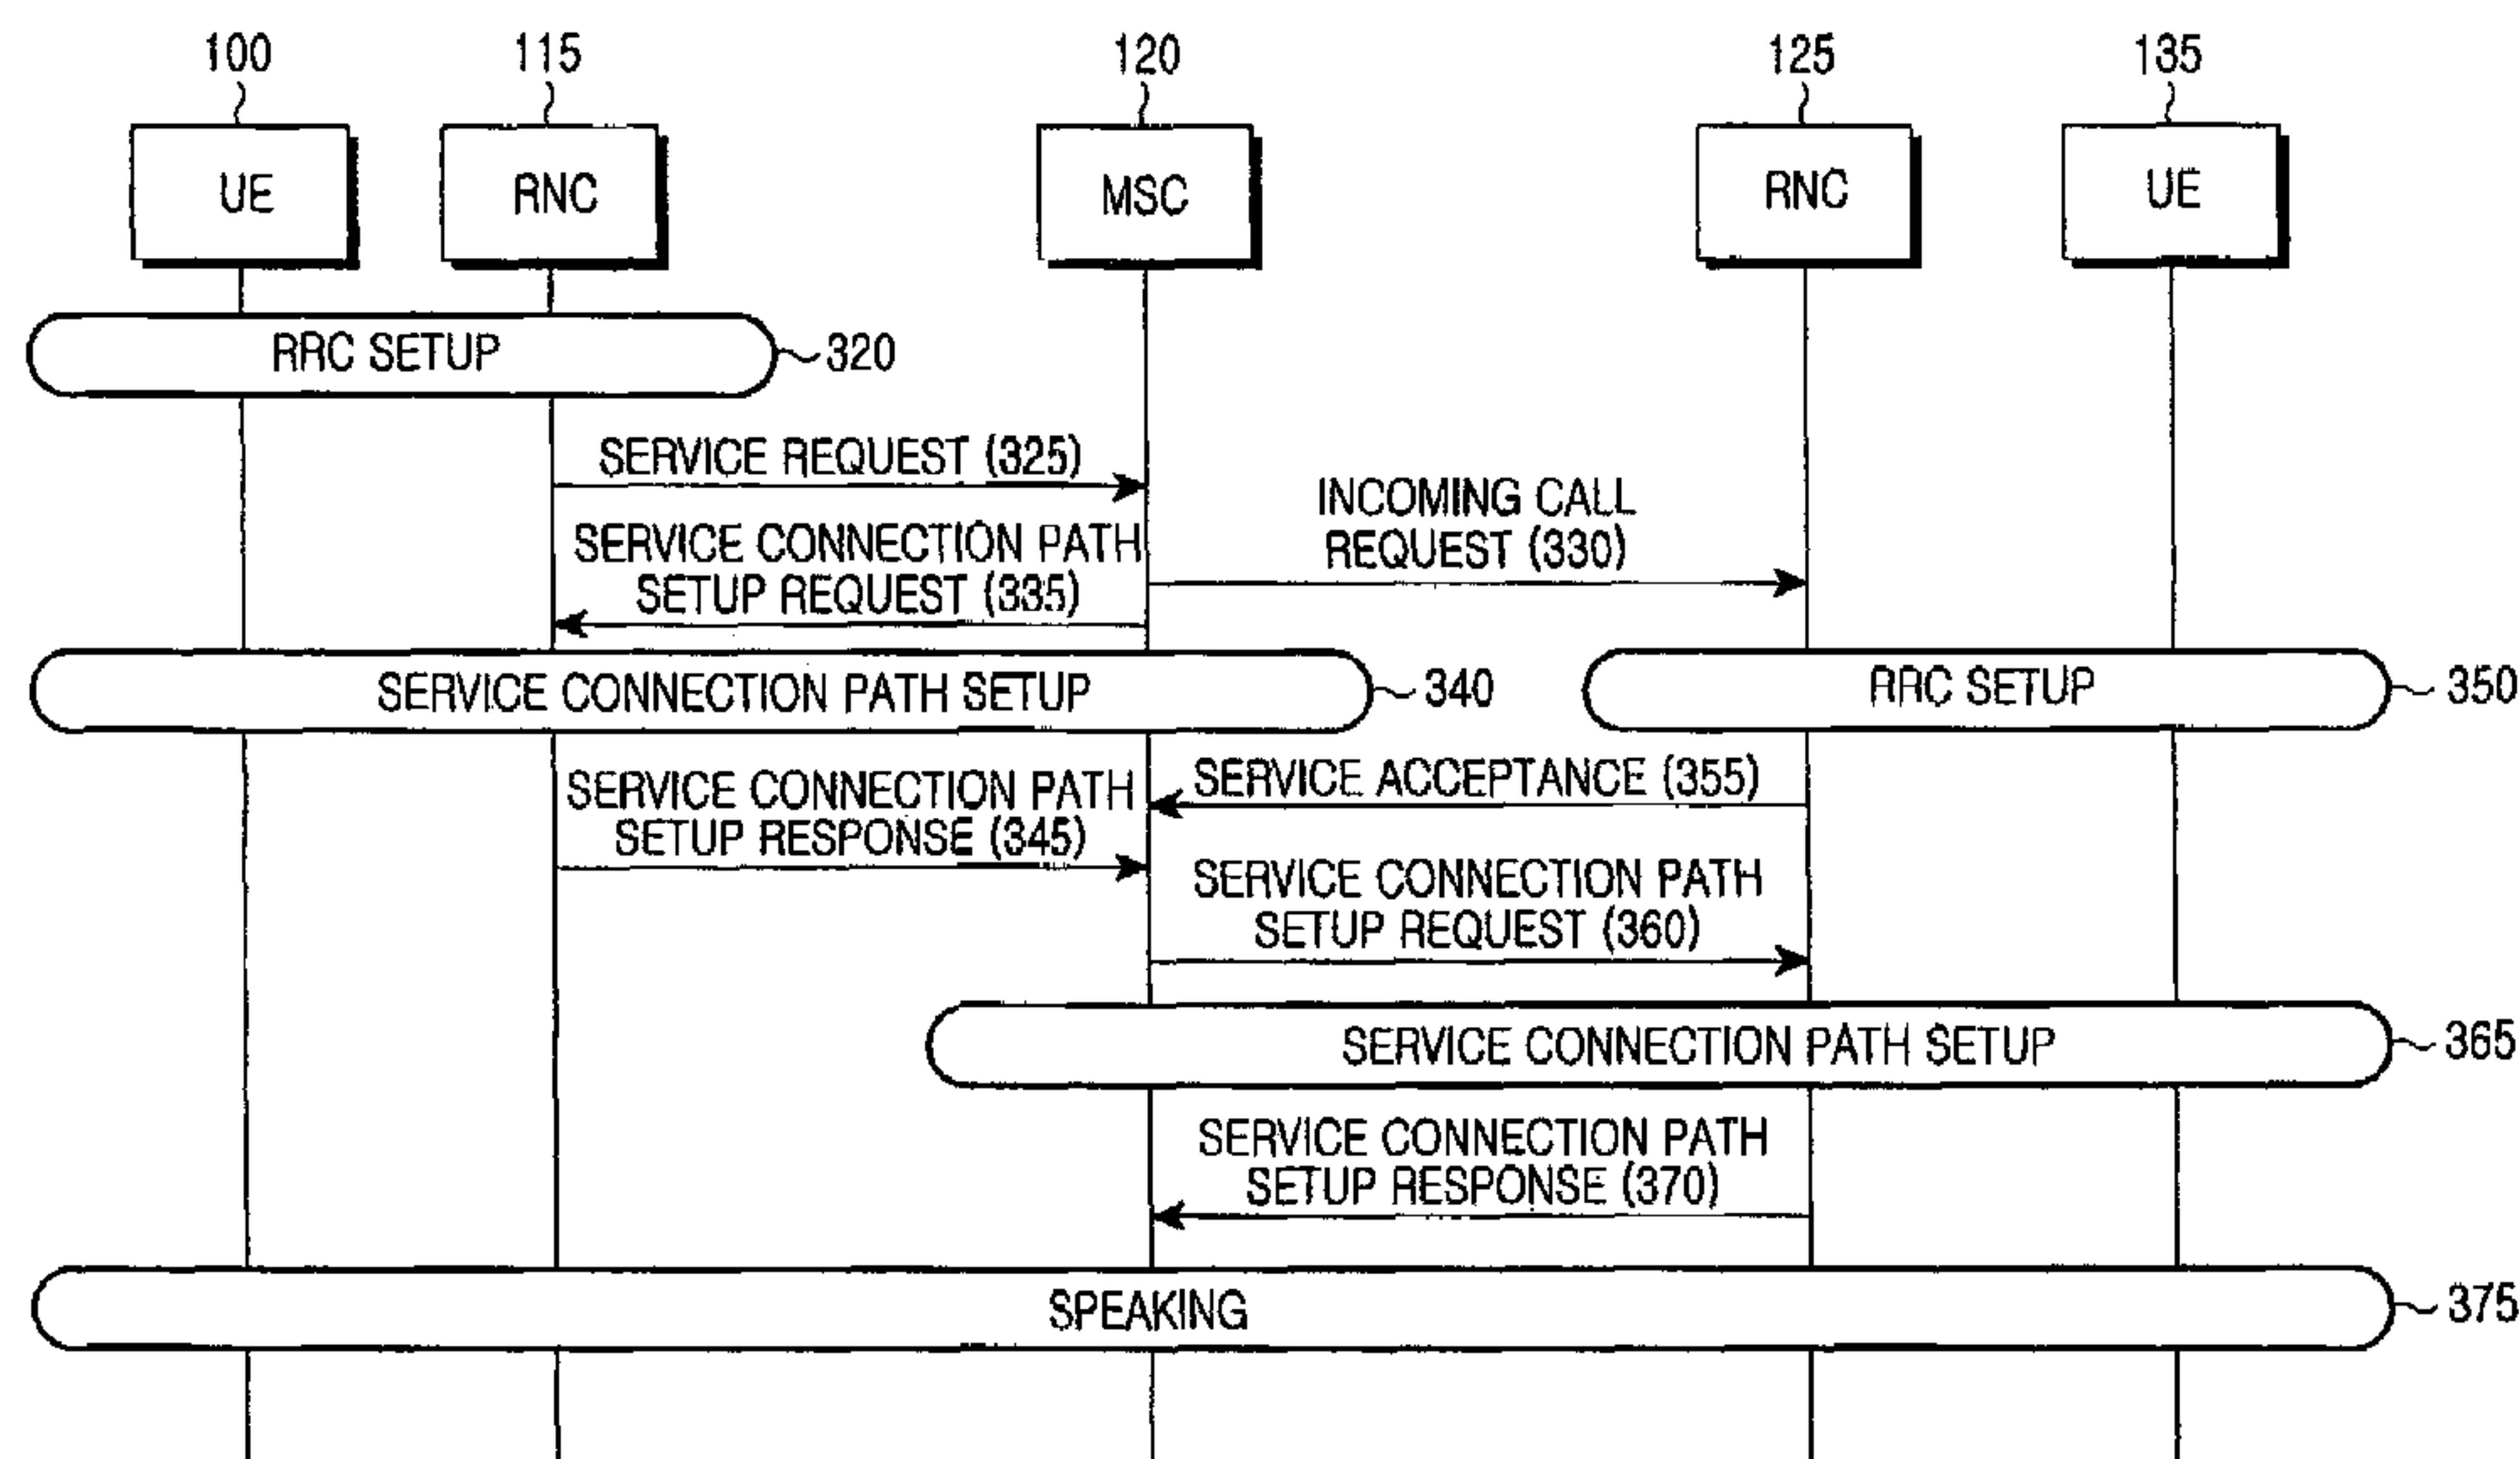 100 115 120 125 135
UE RNC MSC RNC UE
RRC SETUP 320
SERVICE REQUEST (325)
INCOMING CALL
REQUEST (330)
SERVICE CONNECTION PATH
SETUP REQUEST (335)
SERVICE CONNECTION PATH SETUP 340
RRC SETUP 350
SERVICE ACCEPTANCE (355)
SERVICE CONNECTION PATH
SETUP RESPONSE (345)
SERVICE CONNECTION PATH
SETUP REQUEST (360)
SERVICE CONNECTION PATH SETUP 365
SERVICE CONNECTION PATH
SETUP RESPONSE (370)
SPEAKING 375